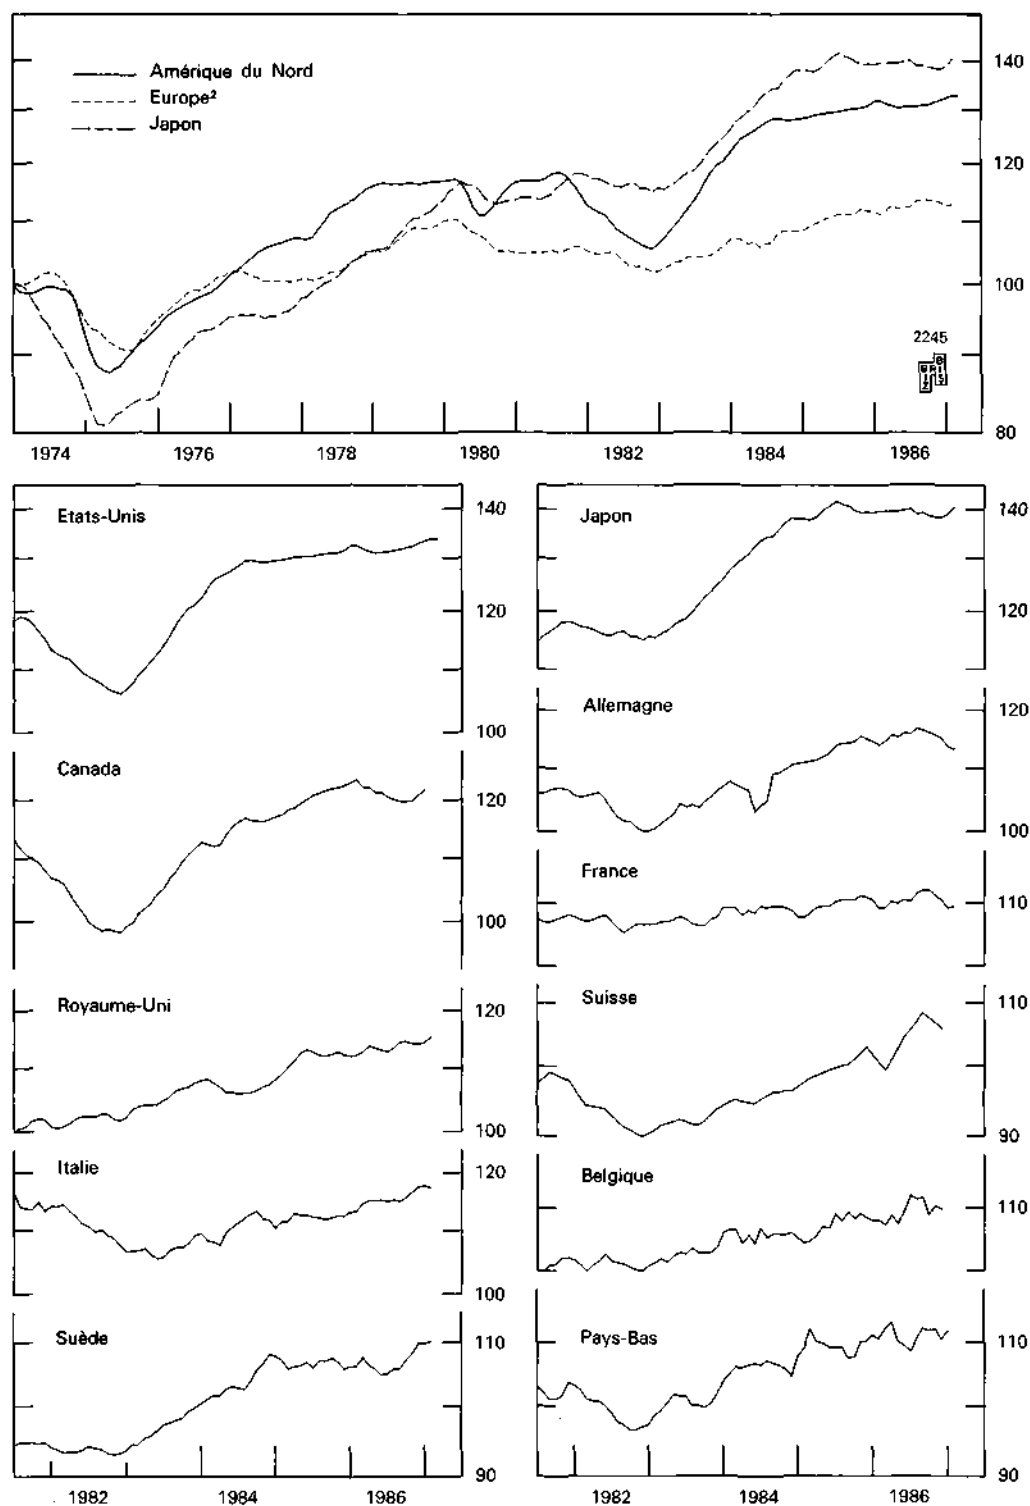 Amérique du Nord
Europe²
Japon
140
120
100
80
2245
1974 1976 1978 1980 1982 1984 1986
Etats-Unis
140
120
100
Canada
120
100
Royaume-Uni
120
100
Italie
120
100
Suède
110
90
1982 1984 1986
Japon
140
120
Allemagne
120
100
France
110
Suisse
110
90
Belgique
110
Pays-Bas
110
90
1982 1984 1986